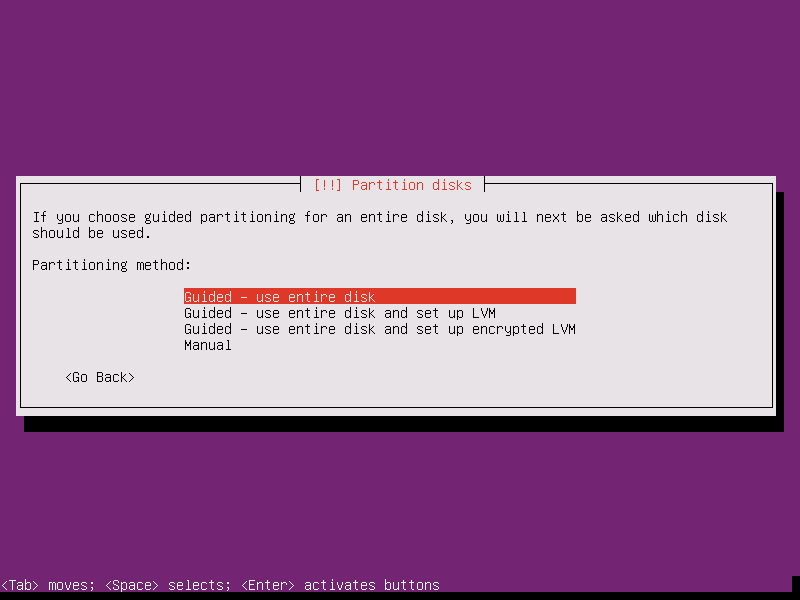 [!!] Partition disks
If you choose guided partitioning for an entire disk, you will next be asked which disk
should be used.
Partitioning method:
Guided - use entire disk
Guided - use entire disk and set up LVM
Guided - use entire disk and set up encrypted LVM
Manual
<Go Back>
<Tab> moves; <Space> selects; <Enter> activates buttons